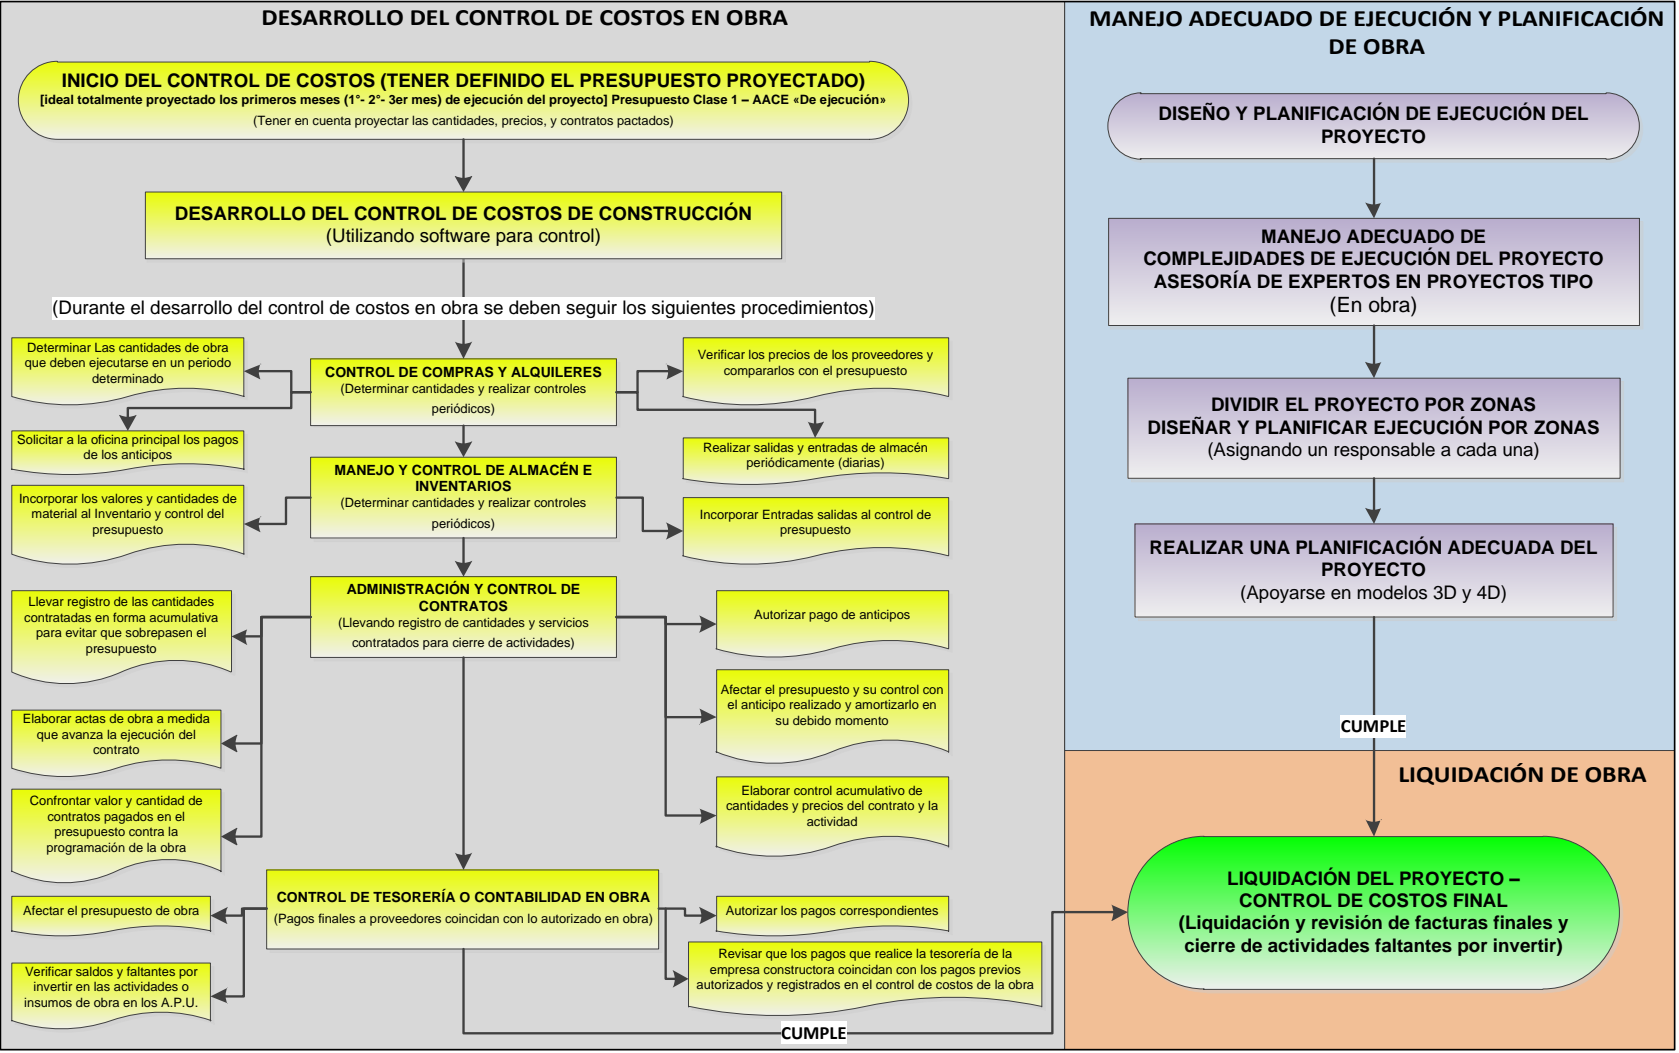 DESARROLLO DEL CONTROL DE COSTOS EN OBRA
INICIO DEL CONTROL DE COSTOS (TENER DEFINIDO EL PRESUPUESTO PROYECTADO)
[ideal totalmente proyectado los primeros meses (1°- 2°- 3er mes) de ejecución del proyecto] Presupuesto Clase 1 – AACE «De ejecución»
(Tener en cuenta proyectar las cantidades, precios, y contratos pactados)
DESARROLLO DEL CONTROL DE COSTOS DE CONSTRUCCIÓN
(Utilizando software para control)
(Durante el desarrollo del control de costos en obra se deben seguir los siguientes procedimientos)
Determinar Las cantidades de obra
que deben ejecutarse en un periodo
determinado
CONTROL DE COMPRAS Y ALQUILERES
(Determinar cantidades y realizar controles
periódicos)
Verificar los precios de los proveedores y
compararlos con el presupuesto
Solicitar a la oficina principal los pagos
de los anticipos
Realizar salidas y entradas de almacén
periódicamente (diarias)
MANEJO Y CONTROL DE ALMACÉN E
INVENTARIOS
(Determinar cantidades y realizar controles
periódicos)
Incorporar los valores y cantidades de
material al Inventario y control del
presupuesto
Incorporar Entradas salidas al control de
presupuesto
ADMINISTRACIÓN Y CONTROL DE
CONTRATOS
(Llevando registro de cantidades y servicios
contratados para cierre de actividades)
Llevar registro de las cantidades
contratadas en forma acumulativa
para evitar que sobrepasen el
presupuesto
Autorizar pago de anticipos
Elaborar actas de obra a medida
que avanza la ejecución del
contrato
Afectar el presupuesto y su control con
el anticipo realizado y amortizarlo en
su debido momento
Confrontar valor y cantidad de
contratos pagados en el
presupuesto contra la
programación de la obra
Elaborar control acumulativo de
cantidades y precios del contrato y la
actividad
CONTROL DE TESORERÍA O CONTABILIDAD EN OBRA
(Pagos finales a proveedores coincidan con lo autorizado en obra)
Afectar el presupuesto de obra
Autorizar los pagos correspondientes
Verificar saldos y faltantes por
invertir en las actividades o
insumos de obra en los A.P.U.
Revisar que los pagos que realice la tesorería de la
empresa constructora coincidan con los pagos previos
autorizados y registrados en el control de costos de la obra
CUMPLE
MANEJO ADECUADO DE EJECUCIÓN Y PLANIFICACIÓN
DE OBRA
DISEÑO Y PLANIFICACIÓN DE EJECUCIÓN DEL
PROYECTO
MANEJO ADECUADO DE
COMPLEJIDADES DE EJECUCIÓN DEL PROYECTO
ASESORÍA DE EXPERTOS EN PROYECTOS TIPO
(En obra)
DIVIDIR EL PROYECTO POR ZONAS
DISEÑAR Y PLANIFICAR EJECUCIÓN POR ZONAS
(Asignando un responsable a cada una)
REALIZAR UNA PLANIFICACIÓN ADECUADA DEL
PROYECTO
(Apoyarse en modelos 3D y 4D)
CUMPLE
LIQUIDACIÓN DE OBRA
LIQUIDACIÓN DEL PROYECTO –
CONTROL DE COSTOS FINAL
(Liquidación y revisión de facturas finales y
cierre de actividades faltantes por invertir)